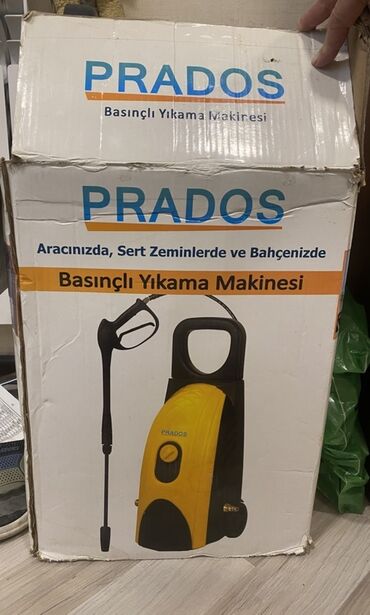 PRADOS
Basınçlı Yıkama Makinesi
PRADOS
Aracınızda, Sert Zeminlerde ve Bahçenizde
Basınçlı Yıkama Makinesi
PRADOS